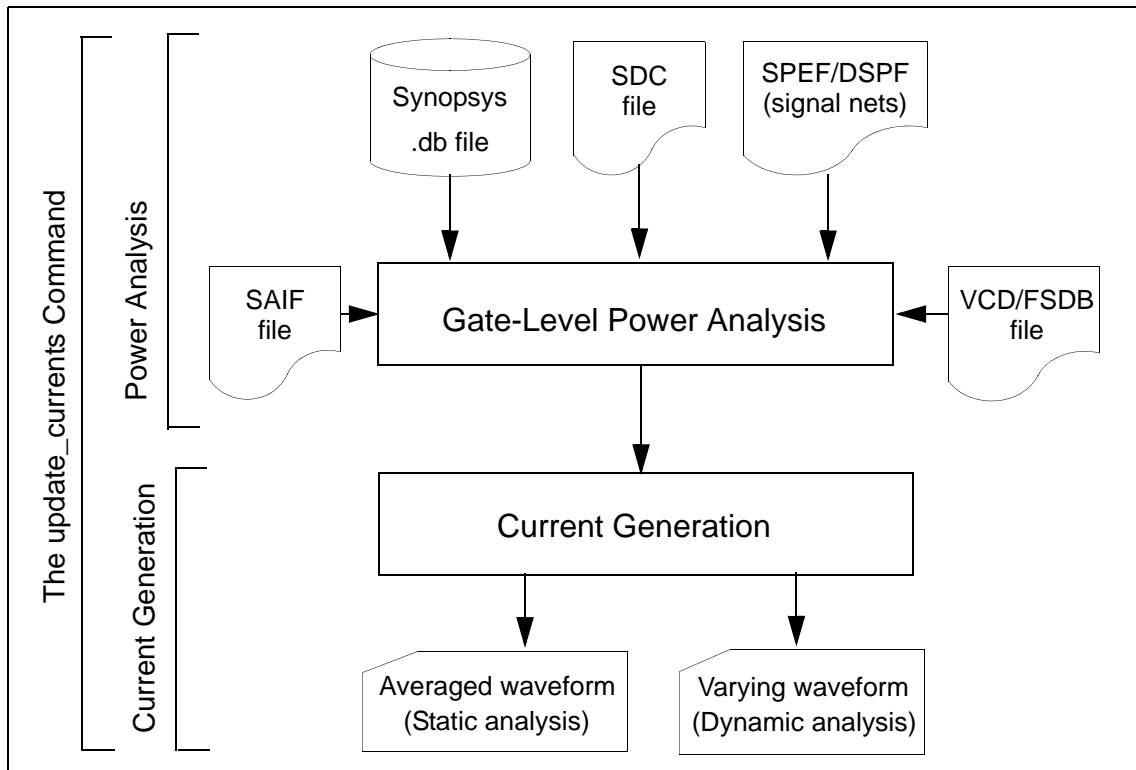 The update_currents Command
Power Analysis
Synopsys
.db file
SDC
file
SPEF/DSPF
(signal nets)
SAIF
file
Gate-Level Power Analysis
VCD/FSDB
file
Current Generation
Current Generation
Averaged waveform
(Static analysis)
Varying waveform
(Dynamic analysis)